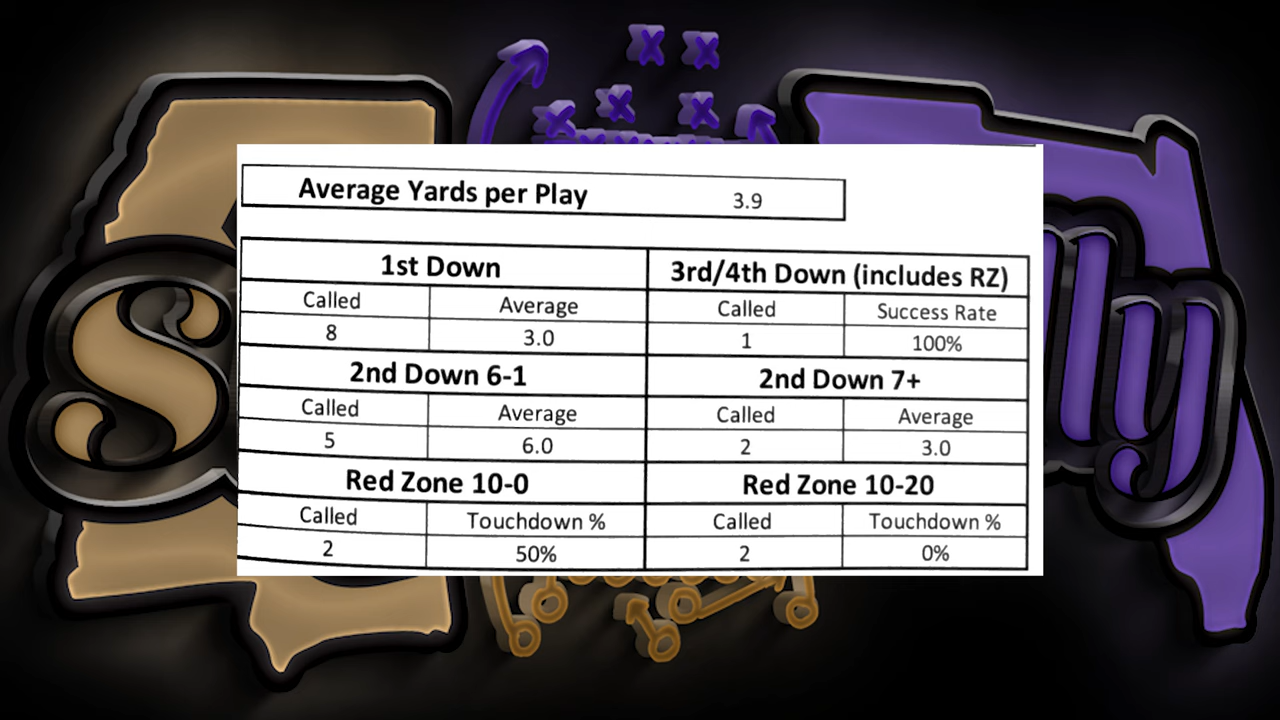 Average Yards per Play 3.9
1st Down 3rd/4th Down (includes RZ)
Called Average Called Success Rate
8 3.0 1 100%
2nd Down 6-1 2nd Down 7+
Called Average Called Average
5 6.0 2 3.0
Red Zone 10-0 Red Zone 10-20
Called Touchdown % Called Touchdown %
2 50% 2 0%